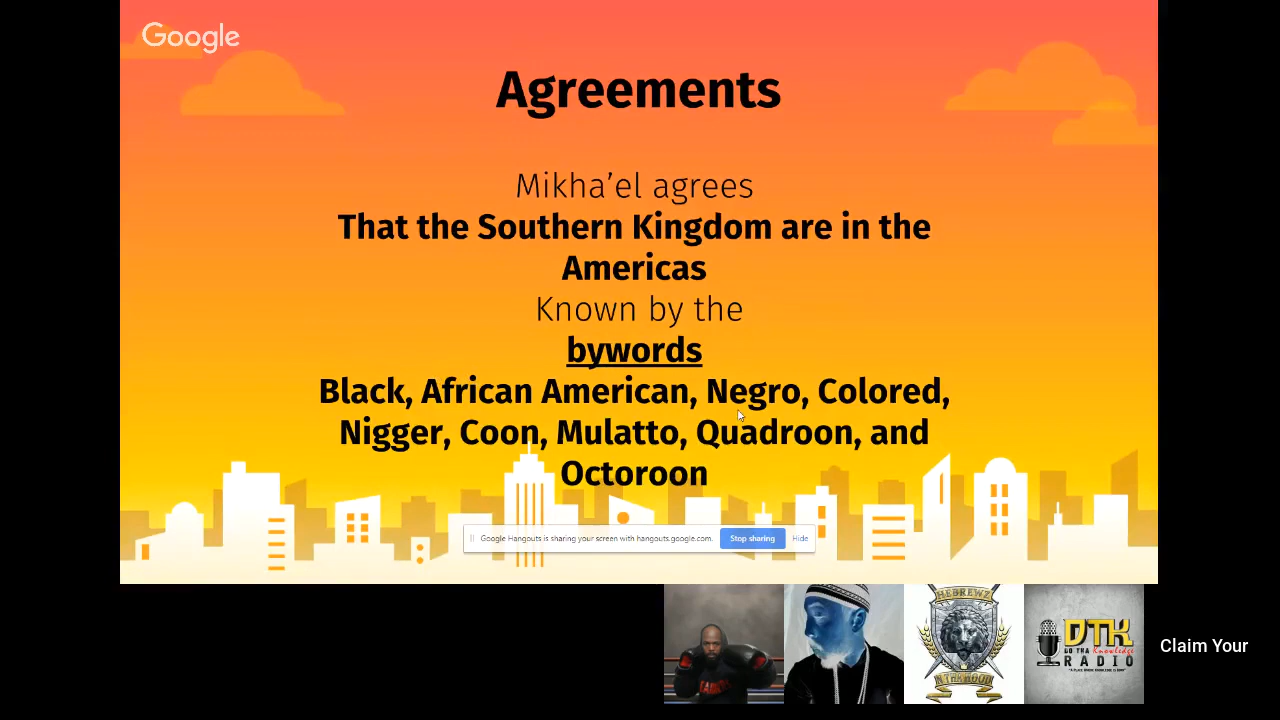 Google
Agreements
Mikha’el agrees
That the Southern Kingdom are in the
Americas
Known by the
bywords
Black, African American, Negro, Colored,
Nigger, Coon, Mulatto, Quadroon, and
Octoroon
Google Hangouts is sharing your screen with hangouts.google.com.
Stop sharing
Hide
HEBREWZ
NTHAHOOD
DTK
DO THA Knowledge
RADIO
Claim Your